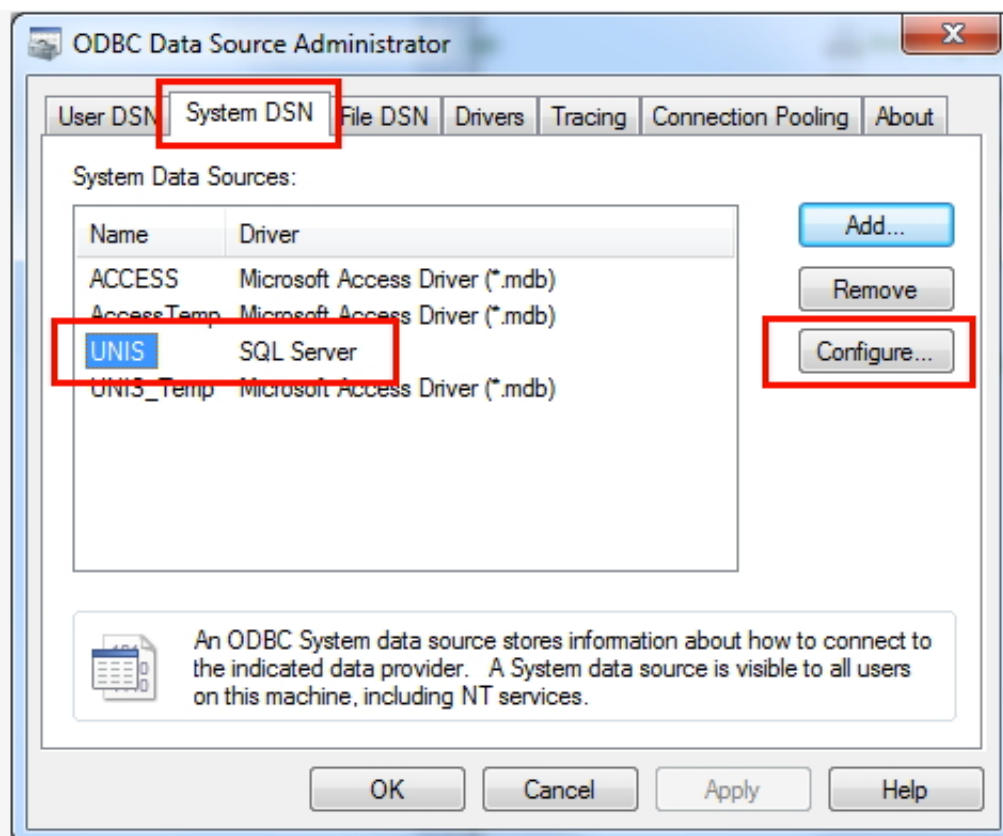 ODBC Data Source Administrator
User DSN System DSN File DSN Drivers Tracing Connection Pooling About
System Data Sources:
Name Driver
ACCESS Microsoft Access Driver (*.mdb)
AccessTemp Microsoft Access Driver (*.mdb)
UNIS SQL Server
UNIS_Temp Microsoft Access Driver (*.mdb)
Add...
Remove
Configure...
An ODBC System data source stores information about how to connect to
the indicated data provider. A System data source is visible to all users
on this machine, including NT services.
OK Cancel Apply Help